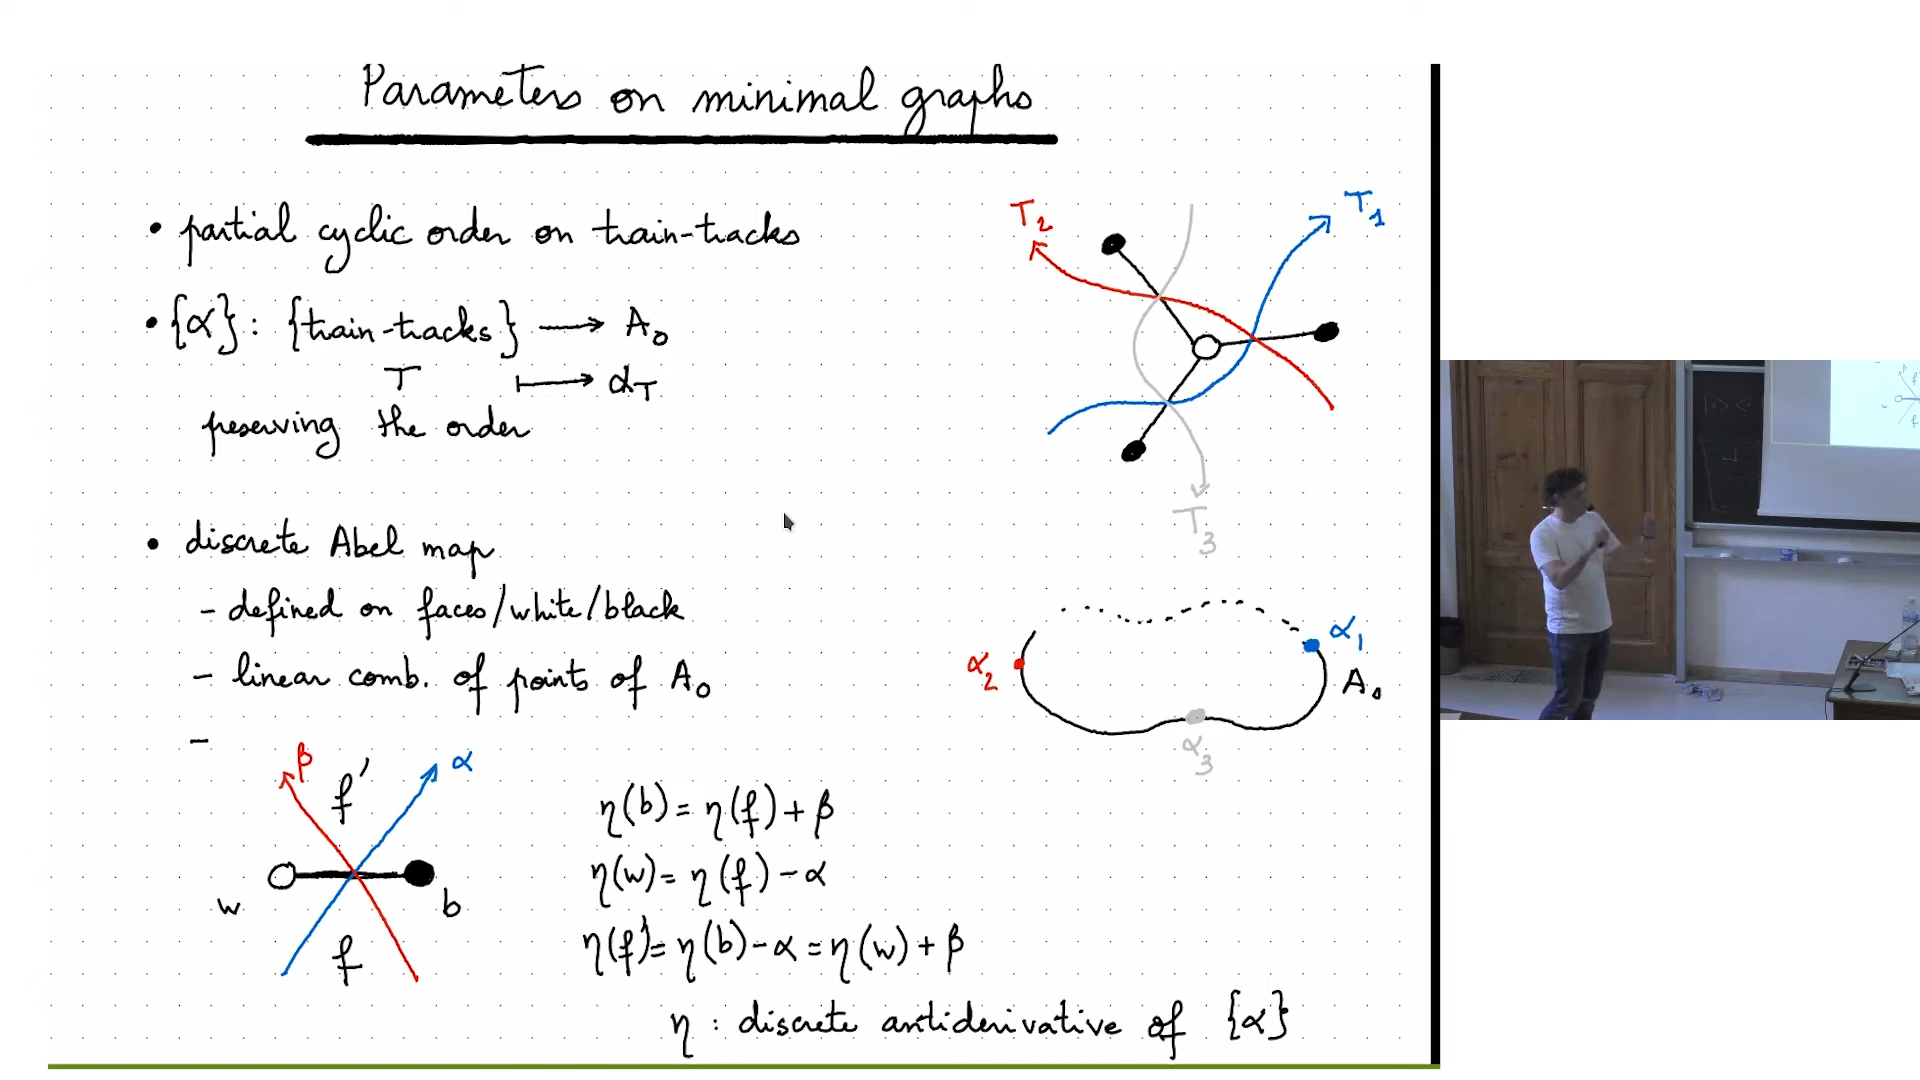 Parameters on minimal graphs
• partial cyclic order on train-tracks
• {α} : {train-tracks} ⟶ A₀
T ⟼ α_T
preserving the order
T₂
T₁
T₃
• discrete Abel map
- defined on faces/white/black
- linear comb. of points of A₀
-
α₂
α₁
A₀
α₃
β
f'
α
w
b
f
η(b) = η(f) + β
η(w) = η(f) - α
η(f') = η(b) - α = η(w) + β
η : discrete antiderivative of {α}